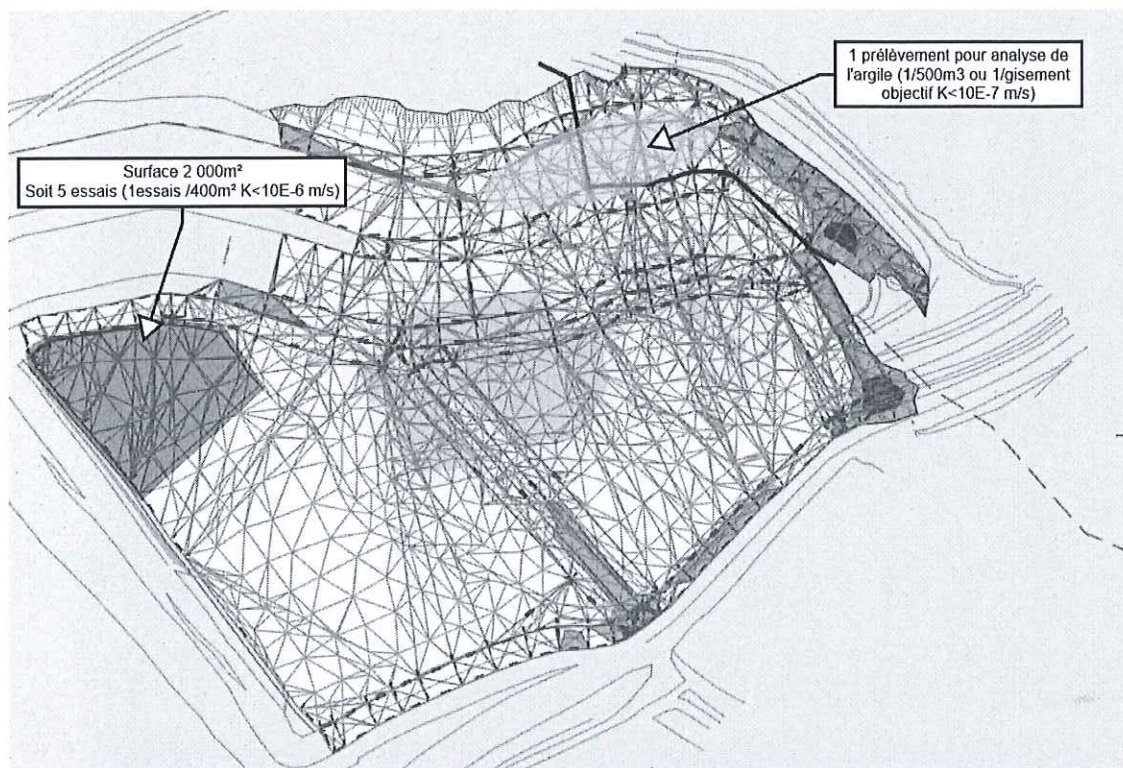 1 prélèvement pour analyse de
l'argile (1/500m3 ou 1/gisement
objectif K<10E-7 m/s)
Surface 2 000m²
Soit 5 essais (1essais /400m² K<10E-6 m/s)